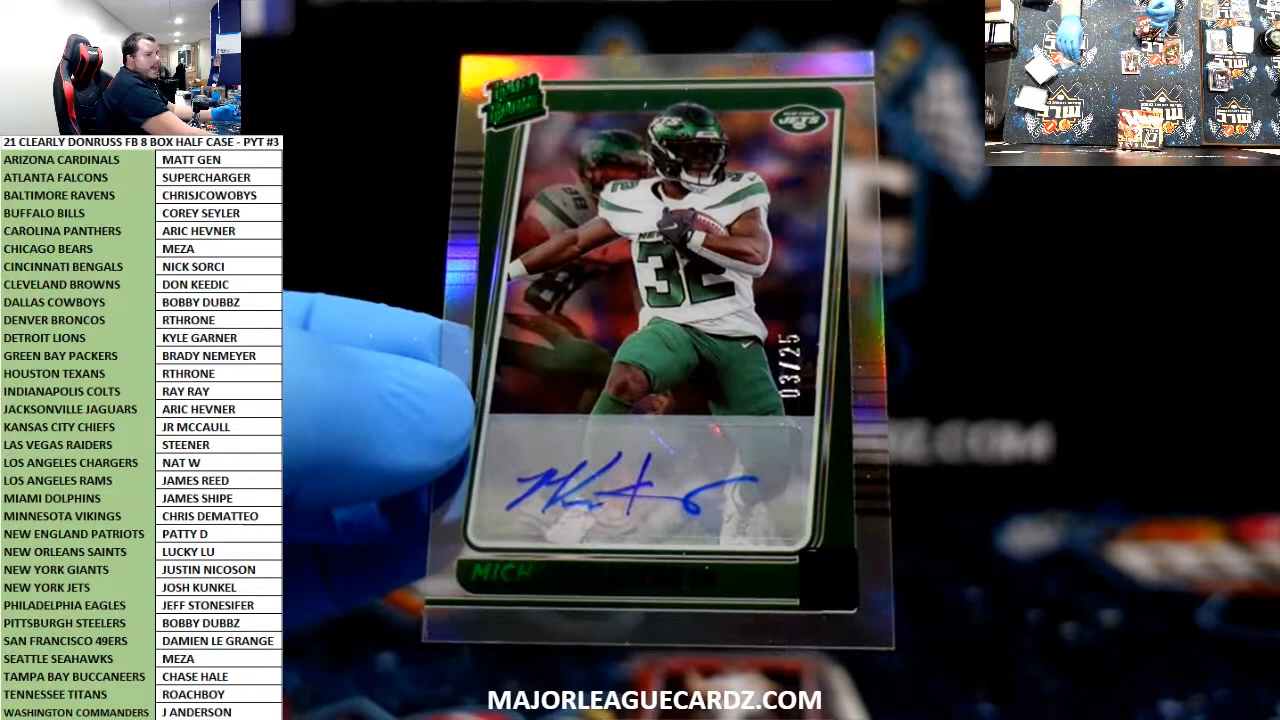 21 CLEARLY DONRUSS FB 8 BOX HALF CASE - PYT #3
ARIZONA CARDINALS MATT GEN
ATLANTA FALCONS SUPERCHARGER
BALTIMORE RAVENS CHRISJCOWOBYS
BUFFALO BILLS COREY SEYLER
CAROLINA PANTHERS ARIC HEVNER
CHICAGO BEARS MEZA
CINCINNATI BENGALS NICK SORCI
CLEVELAND BROWNS DON KEEDIC
DALLAS COWBOYS BOBBY DUBBZ
DENVER BRONCOS RTHRONE
DETROIT LIONS KYLE GARNER
GREEN BAY PACKERS BRADY NEMEYER
HOUSTON TEXANS RTHRONE
INDIANAPOLIS COLTS RAY RAY
JACKSONVILLE JAGUARS ARIC HEVNER
KANSAS CITY CHIEFS JR MCCAULL
LAS VEGAS RAIDERS STEENER
LOS ANGELES CHARGERS NAT W
LOS ANGELES RAMS JAMES REED
MIAMI DOLPHINS JAMES SHIPE
MINNESOTA VIKINGS CHRIS DEMATTEO
NEW ENGLAND PATRIOTS PATTY D
NEW ORLEANS SAINTS LUCKY LU
NEW YORK GIANTS JUSTIN NICOSON
NEW YORK JETS JOSH KUNKEL
PHILADELPHIA EAGLES JEFF STONESIFER
PITTSBURGH STEELERS BOBBY DUBBZ
SAN FRANCISCO 49ERS DAMIEN LE GRANGE
SEATTLE SEAHAWKS MEZA
TAMPA BAY BUCCANEERS CHASE HALE
TENNESSEE TITANS ROACHBOY
WASHINGTON COMMANDERS J ANDERSON
JETS
32
32
03/25
MAJORLEAGUECARDZ.COM